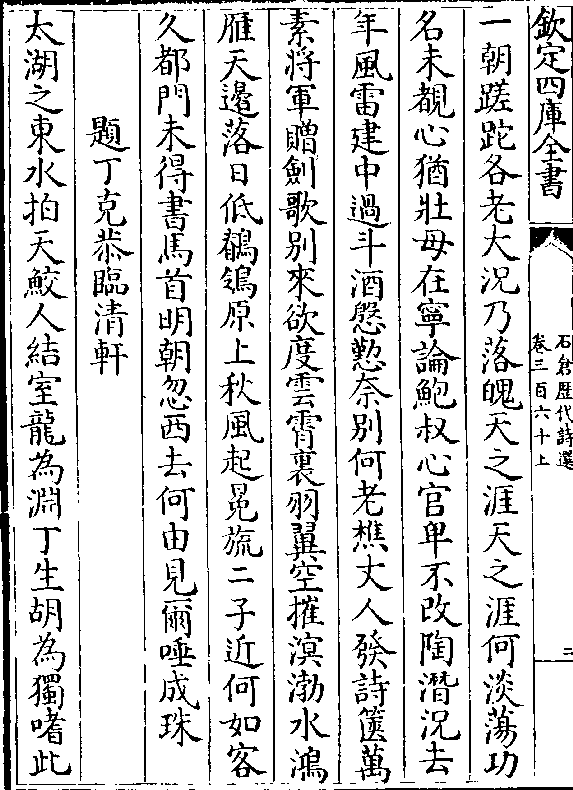 欽定四庫全書
石倉歴代詩選
卷三百六十上
二
一朝蹉跎各老大況乃落魄天之涯天之涯何淡蕩功
名未覩心猶壯母在寧論鮑叔心官卑不改陶潛況去
年風雷建中過斗酒慇懃奈别何老樵丈人發詩篋萬
素將軍贈劍歌别來欲度雲霄裏羽翼空摧溟渤水鴻
雁天邊落日低鶺鴒原上秋風起冕旒二子近何如客
久都門未得書馬首明朝忽西去何由見爾唾成珠
題丁克恭臨清軒
太湖之東水拍天鮫人結室龍為淵丁生胡為獨嗜此